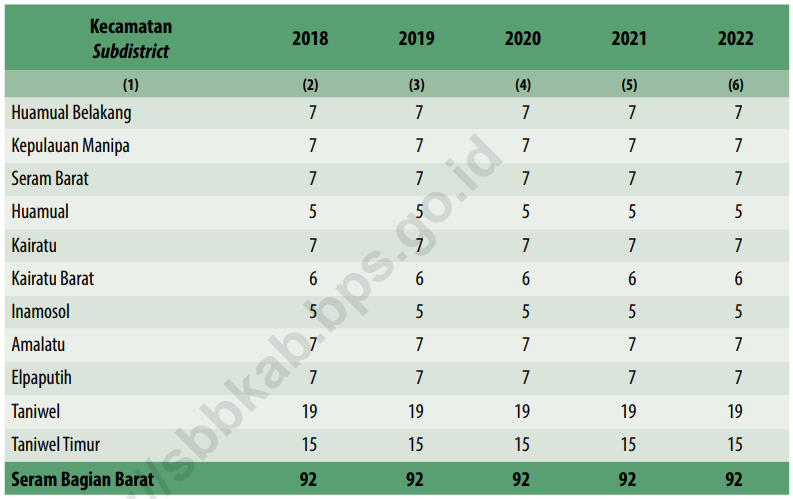 Kecamatan 2018 2019 2020 2021 2022
Subdistrict
(1) (2) (3) (4) (5) (6)
Huamual Belakang 7 7 7 7 7
Kepulauan Manipa 7 7 7 7 7
Seram Barat 7 7 7 7 7
Huamual 5 5 5 5 5
Kairatu 7 7 7 7 7
Kairatu Barat 6 6 6 6 6
Inamosol 5 5 5 5 5
Amalatu 7 7 7 7 7
Elpaputih 7 7 7 7 7
Taniwel 19 19 19 19 19
Taniwel Timur 15 15 15 15 15
Seram Bagian Barat 92 92 92 92 92
//sbbkab.bps.go.id